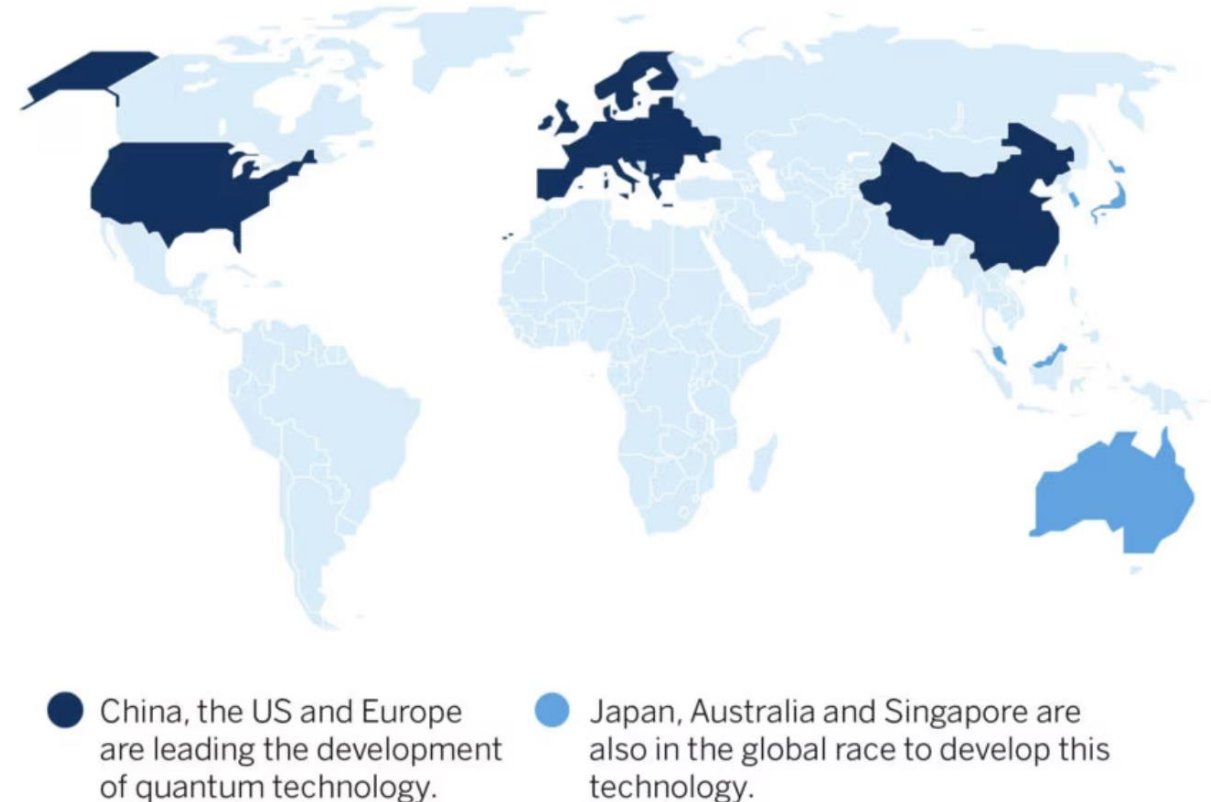 China, the US and Europe
are leading the development
of quantum technology.
Japan, Australia and Singapore are
also in the global race to develop this
technology.